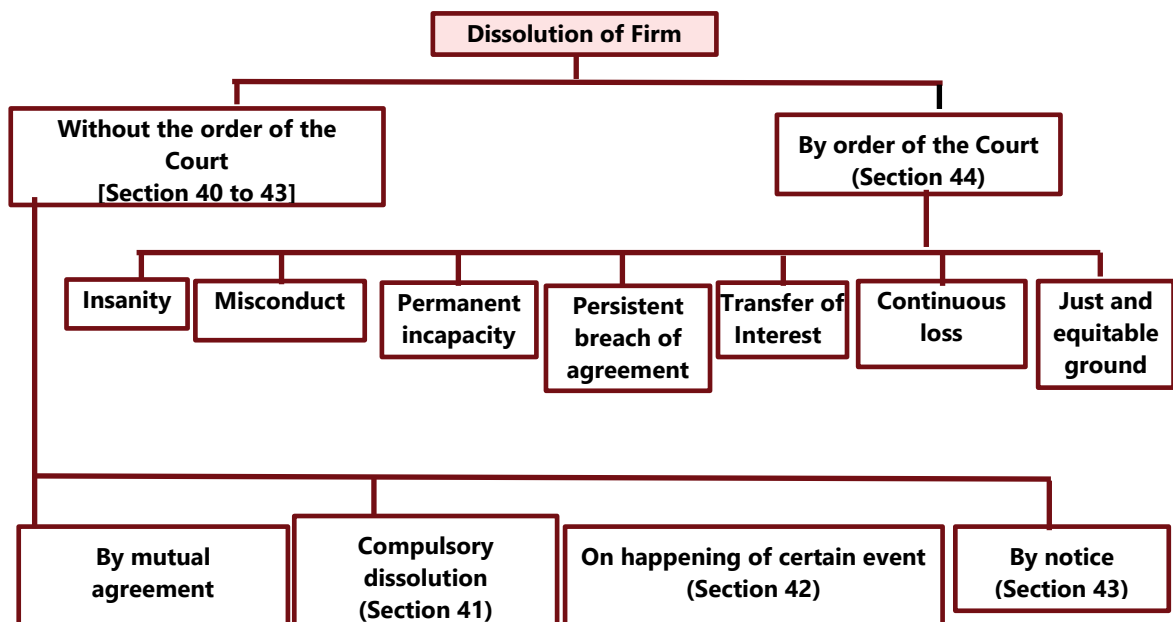 Dissolution of Firm
Without the order of the
Court
[Section 40 to 43]
By order of the Court
(Section 44)
Insanity
Misconduct
Permanent
incapacity
Persistent
breach of
agreement
Transfer of
Interest
Continuous
loss
Just and
equitable
ground
By mutual
agreement
Compulsory
dissolution
(Section 41)
On happening of certain event
(Section 42)
By notice
(Section 43)